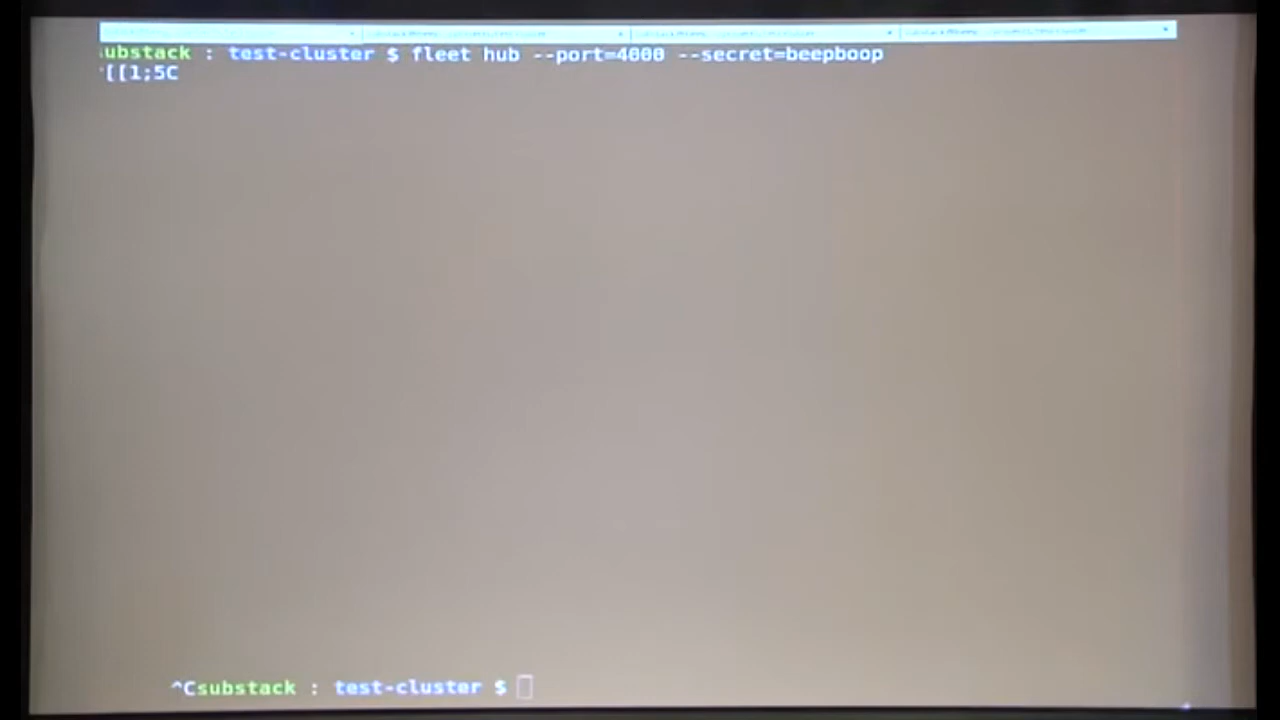 ubstack : test-cluster $ fleet hub --port=4000 --secret=beepboop
[[1;5C
^Csubstack : test-cluster $